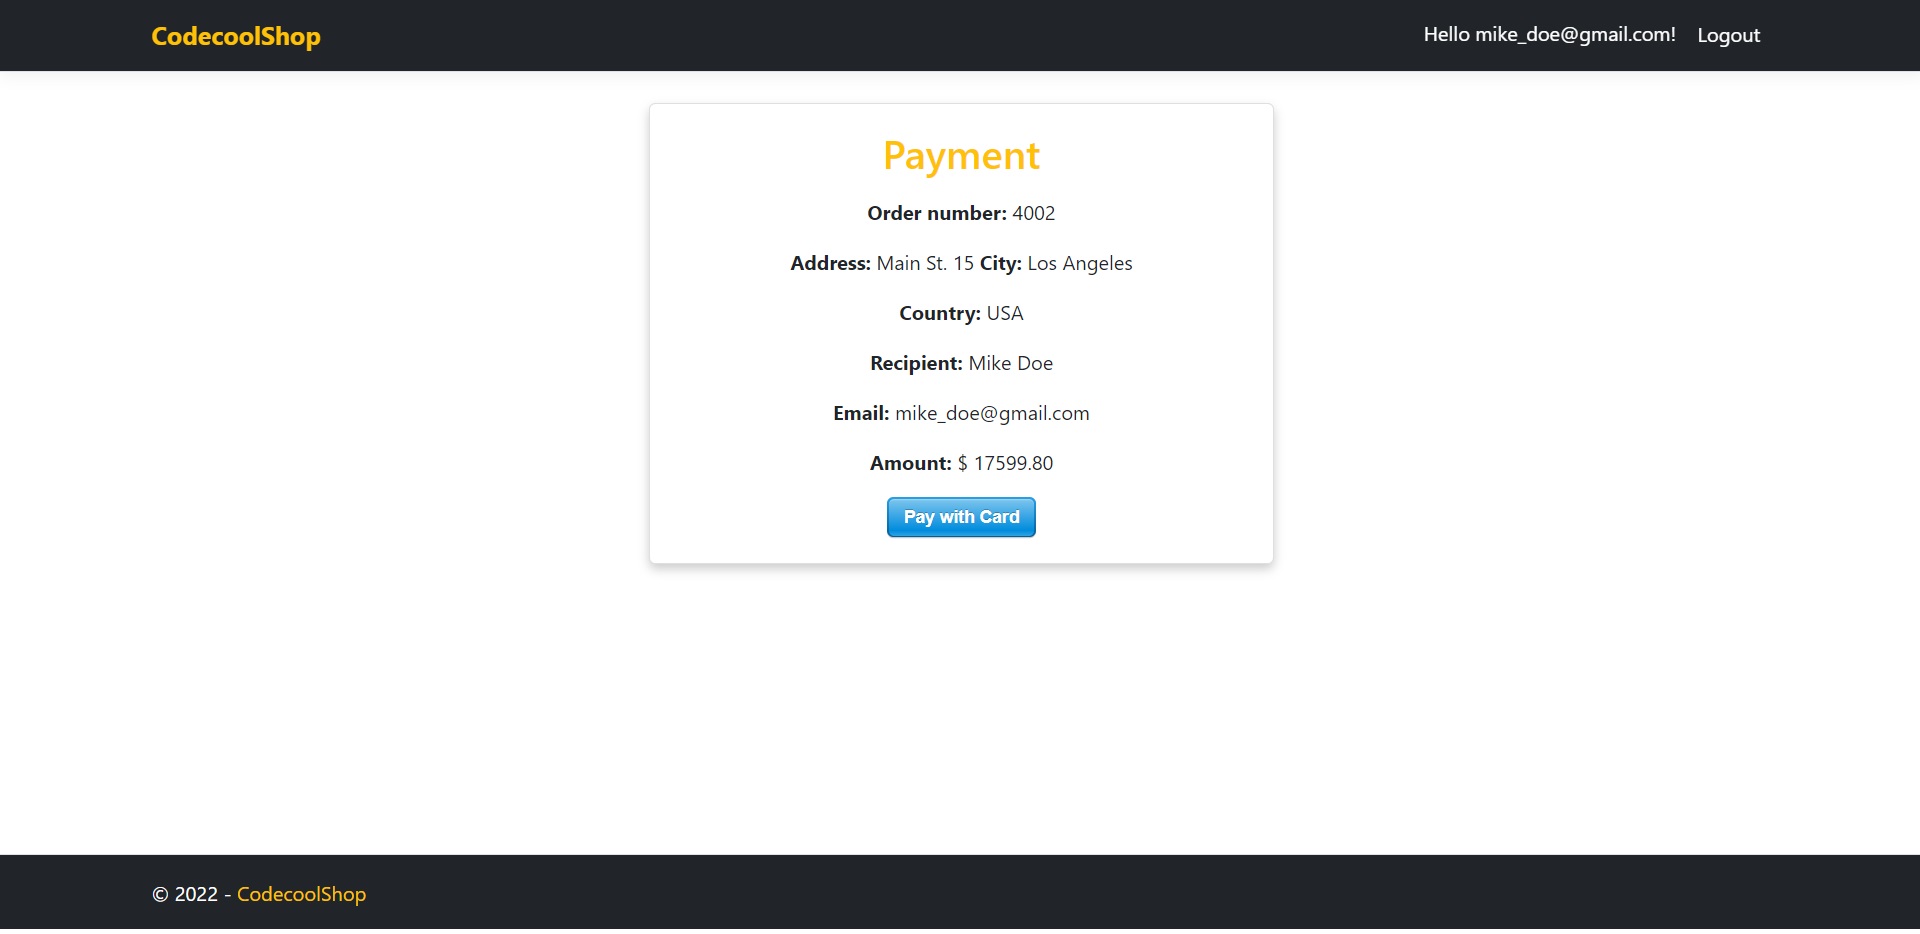 CodecoolShop
Hello mike_doe@gmail.com! Logout
Payment
Order number: 4002
Address: Main St. 15 City: Los Angeles
Country: USA
Recipient: Mike Doe
Email: mike_doe@gmail.com
Amount: $ 17599.80
Pay with Card
© 2022 - CodecoolShop